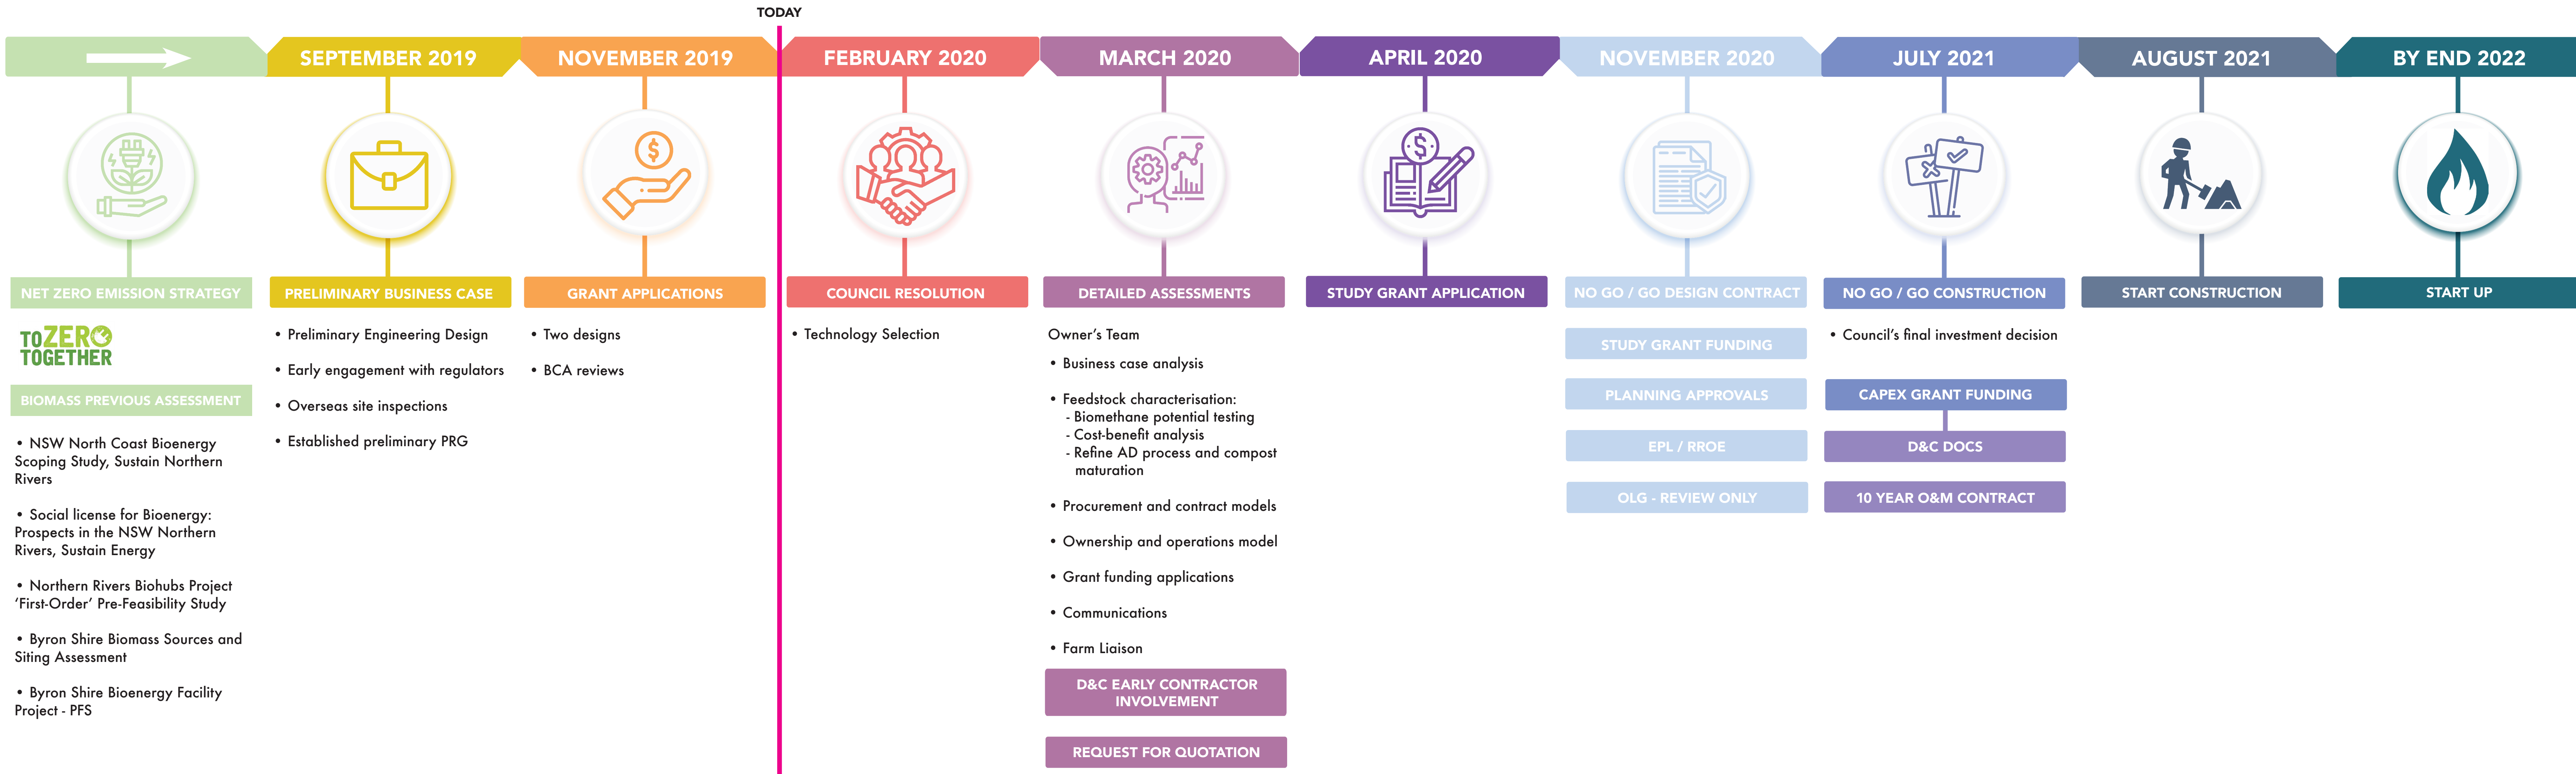 TODAY
SEPTEMBER 2019
NOVEMBER 2019
FEBRUARY 2020
MARCH 2020
APRIL 2020
NOVEMBER 2020
JULY 2021
AUGUST 2021
BY END 2022
NET ZERO EMISSION STRATEGY
TO ZERO
TOGETHER
BIOMASS PREVIOUS ASSESSMENT
• NSW North Coast Bioenergy
Scoping Study, Sustain Northern
Rivers
• Social license for Bioenergy:
Prospects in the NSW Northern
Rivers, Sustain Energy
• Northern Rivers Biohubs Project
‘First-Order’ Pre-Feasibility Study
• Byron Shire Biomass Sources and
Siting Assessment
• Byron Shire Bioenergy Facility
Project - PFS
PRELIMINARY BUSINESS CASE
• Preliminary Engineering Design
• Early engagement with regulators
• Overseas site inspections
• Established preliminary PRG
GRANT APPLICATIONS
• Two designs
• BCA reviews
COUNCIL RESOLUTION
• Technology Selection
DETAILED ASSESSMENTS
Owner’s Team
• Business case analysis
• Feedstock characterisation:
- Biomethane potential testing
- Cost-benefit analysis
- Refine AD process and compost
maturation
• Procurement and contract models
• Ownership and operations model
• Grant funding applications
• Communications
• Farm Liaison
D&C EARLY CONTRACTOR
INVOLVEMENT
REQUEST FOR QUOTATION
STUDY GRANT APPLICATION
NO GO / GO DESIGN CONTRACT
STUDY GRANT FUNDING
PLANNING APPROVALS
EPL / RROE
OLG - REVIEW ONLY
NO GO / GO CONSTRUCTION
• Council’s final investment decision
CAPEX GRANT FUNDING
D&C DOCS
10 YEAR O&M CONTRACT
START CONSTRUCTION
START UP